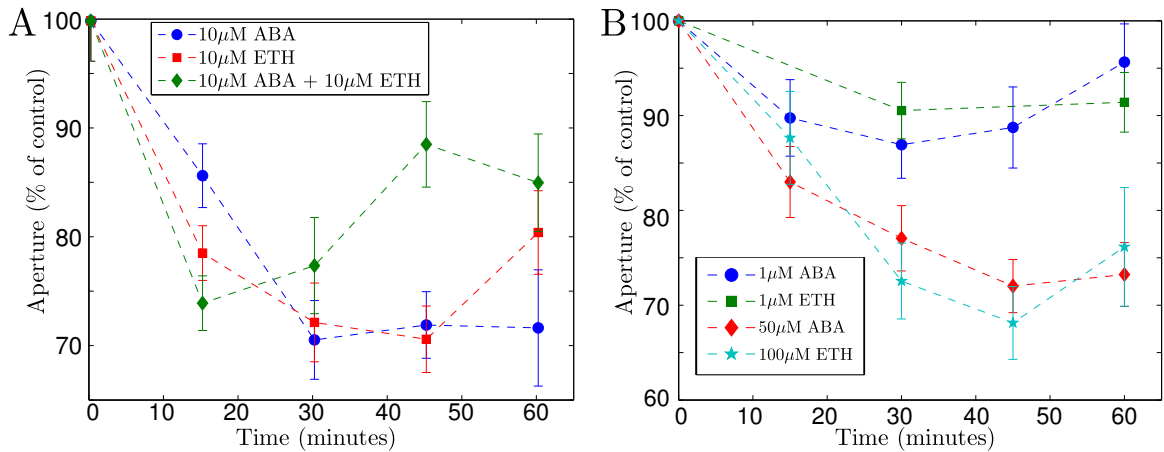 A
Aperture (% of control)
100
90
80
70
10μM ABA
10μM ETH
10μM ABA + 10μM ETH
0 10 20 30 40 50 60
Time (minutes)
B
Aperture (% of control)
100
90
80
70
60
1μM ABA
1μM ETH
50μM ABA
100μM ETH
0 10 20 30 40 50 60
Time (minutes)